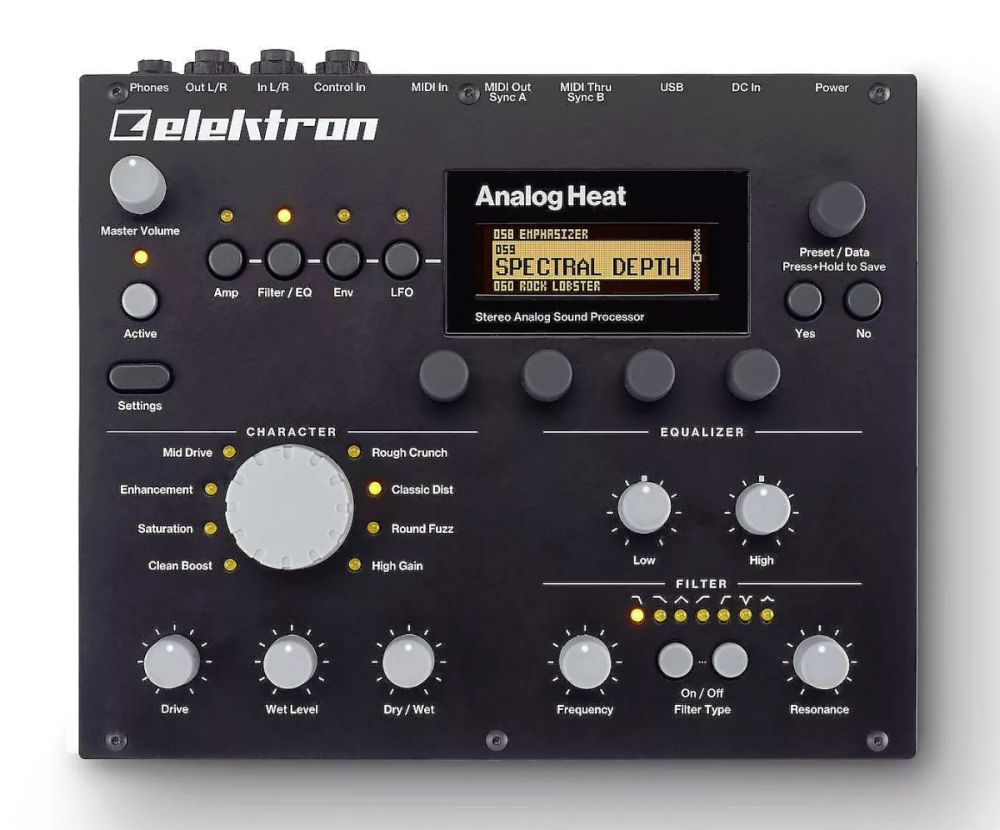 Phones
Out L/R
In L/R
Control In
MIDI In
MIDI Out
Sync A
MIDI Thru
Sync B
USB
DC In
Power
elektron
Master Volume
Active
Settings
Amp
Filter / EQ
Env
LFO
Analog Heat
058 EMPHASIZER
059
SPECTRAL DEPTH
060 ROCK LOBSTER
Stereo Analog Sound Processor
Preset / Data
Press+Hold to Save
Yes
No
CHARACTER
Mid Drive
Rough Crunch
Enhancement
Classic Dist
Saturation
Round Fuzz
Clean Boost
High Gain
Drive
Wet Level
Dry / Wet
EQUALIZER
Low
High
FILTER
Frequency
On / Off
Filter Type
Resonance